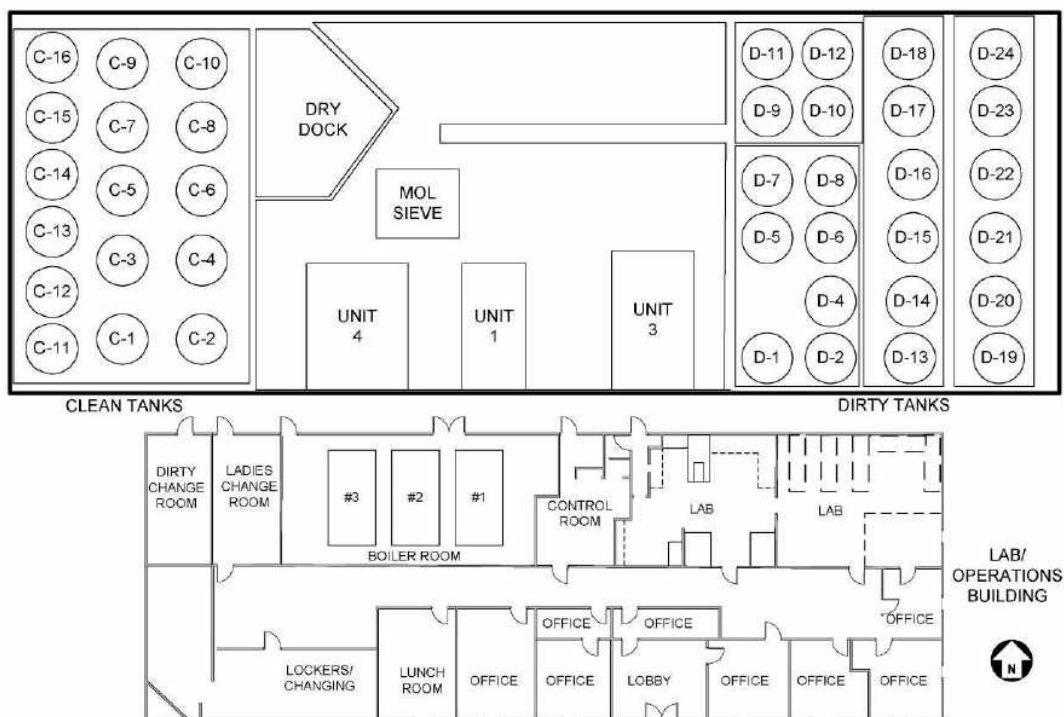 C-16
C-9
C-10
C-15
C-7
C-8
C-14
C-5
C-6
C-13
C-3
C-4
C-12
C-11
C-1
C-2
DRY
DOCK
MOL
SIEVE
UNIT
4
UNIT
1
UNIT
3
D-11
D-12
D-9
D-10
D-7
D-8
D-5
D-6
D-4
D-1
D-2
D-18
D-17
D-16
D-15
D-14
D-13
D-24
D-23
D-22
D-21
D-20
D-19
CLEAN TANKS
DIRTY TANKS
DIRTY
CHANGE
ROOM
LADIES
CHANGE
ROOM
#3
#2
#1
BOILER ROOM
CONTROL
ROOM
LAB
LAB
LAB/
OPERATIONS
BUILDING
OFFICE
OFFICE
OFFICE
LOCKERS/
CHANGING
LUNCH
ROOM
OFFICE
OFFICE
LOBBY
OFFICE
OFFICE
OFFICE
N